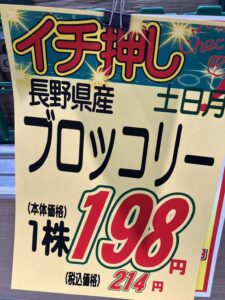 イチ押し
長野県産
土日月
ブロッコリー
(本体価格)
1株 198円
(税込価格) 214円